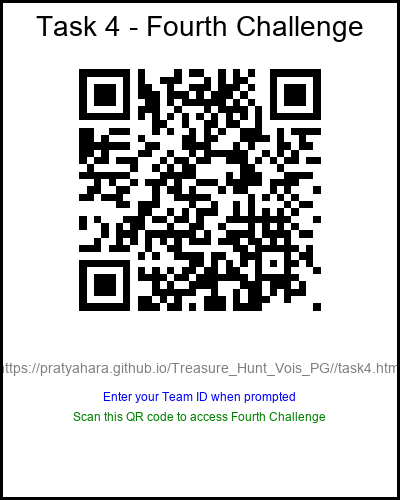 Task 4 - Fourth Challenge
https://pratyahara.github.io/Treasure_Hunt_Vois_PG//task4.htm
Enter your Team ID when prompted
Scan this QR code to access Fourth Challenge